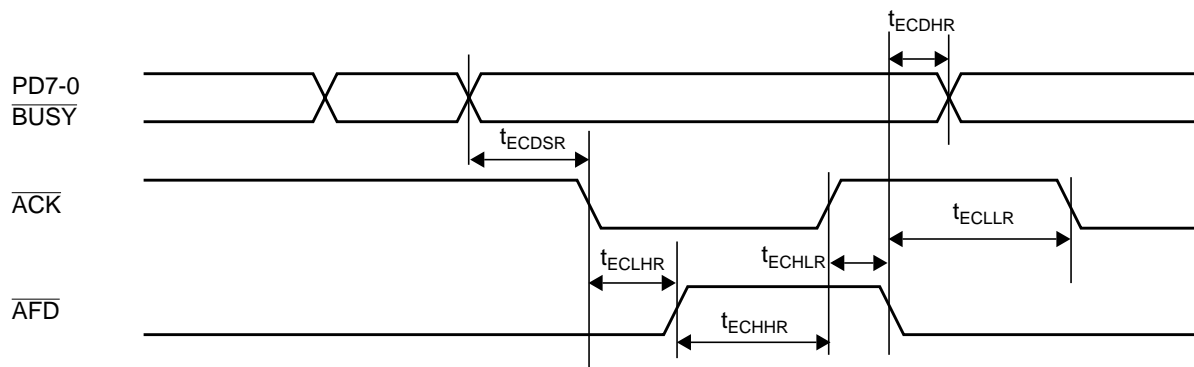 tECDHR
PD7-0
BUSY
tECDSR
ACK
tECLLR
tECLHR
tECHLR
AFD
tECHHR